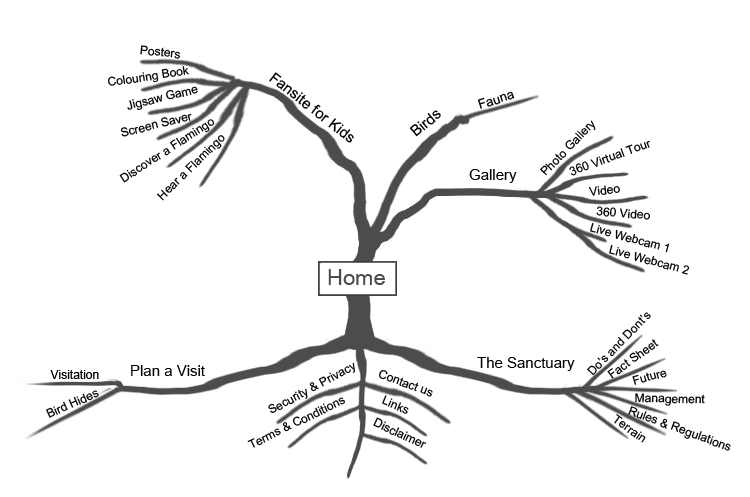 Posters
Colouring Book
Jigsaw Game
Screen Saver
Discover a Flamingo
Hear a Flamingo
Fansite for Kids
Birds
Fauna
Gallery
Photo Gallery
360 Virtual Tour
Video
360 Video
Live Webcam 1
Live Webcam 2
Home
Plan a Visit
Visitation
Bird Hides
Security & Privacy
Terms & Conditions
Contact us
Links
Disclaimer
The Sanctuary
Do's and Dont's
Fact Sheet
Future
Management
Rules & Regulations
Terrain